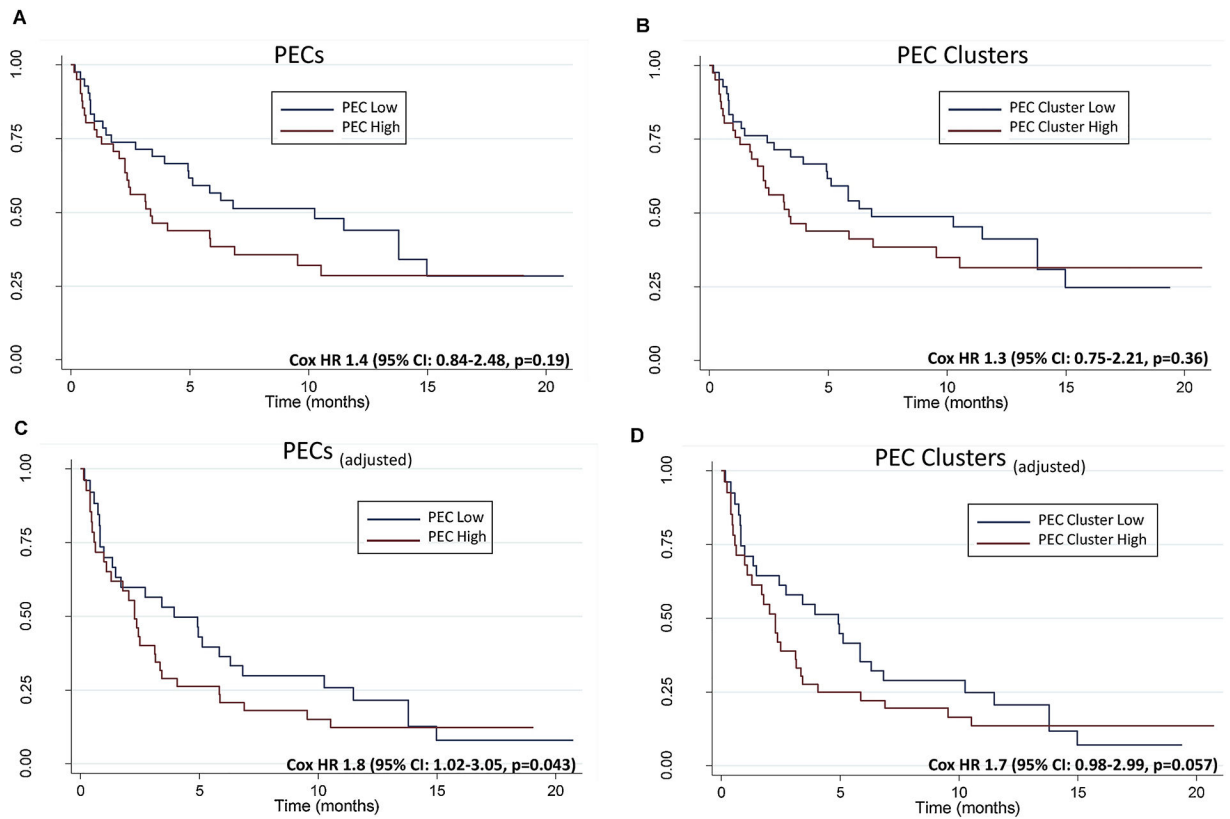 A
PECs
PEC Low
PEC High
1.00
0.75
0.50
0.25
0.00
Cox HR 1.4 (95% CI: 0.84-2.48, p=0.19)
0 5 10 15 20
Time (months)
B
PEC Clusters
PEC Cluster Low
PEC Cluster High
1.00
0.75
0.50
0.25
0.00
Cox HR 1.3 (95% CI: 0.75-2.21, p=0.36)
0 5 10 15 20
Time (months)
C
PECs (adjusted)
PEC Low
PEC High
1.00
0.75
0.50
0.25
0.00
Cox HR 1.8 (95% CI: 1.02-3.05, p=0.043)
0 5 10 15 20
Time (months)
D
PEC Clusters (adjusted)
PEC Cluster Low
PEC Cluster High
1.00
0.75
0.50
0.25
0.00
Cox HR 1.7 (95% CI: 0.98-2.99, p=0.057)
0 5 10 15 20
Time (months)